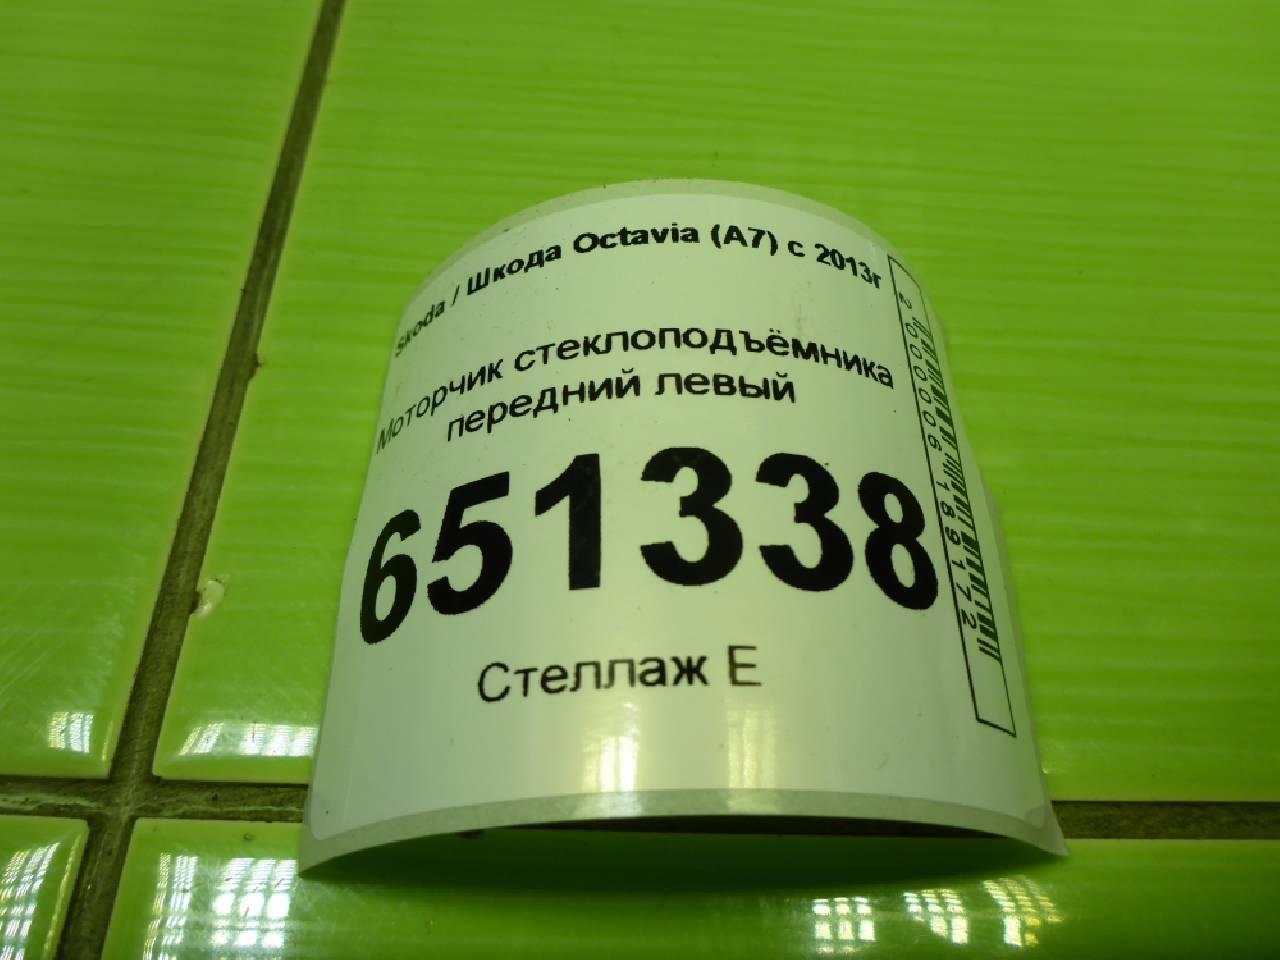 Skoda / Шкода Octavia (A7) с 2013г
Моторчик стеклоподъёмника
передний левый
651338
Стеллаж Е
2000006189172